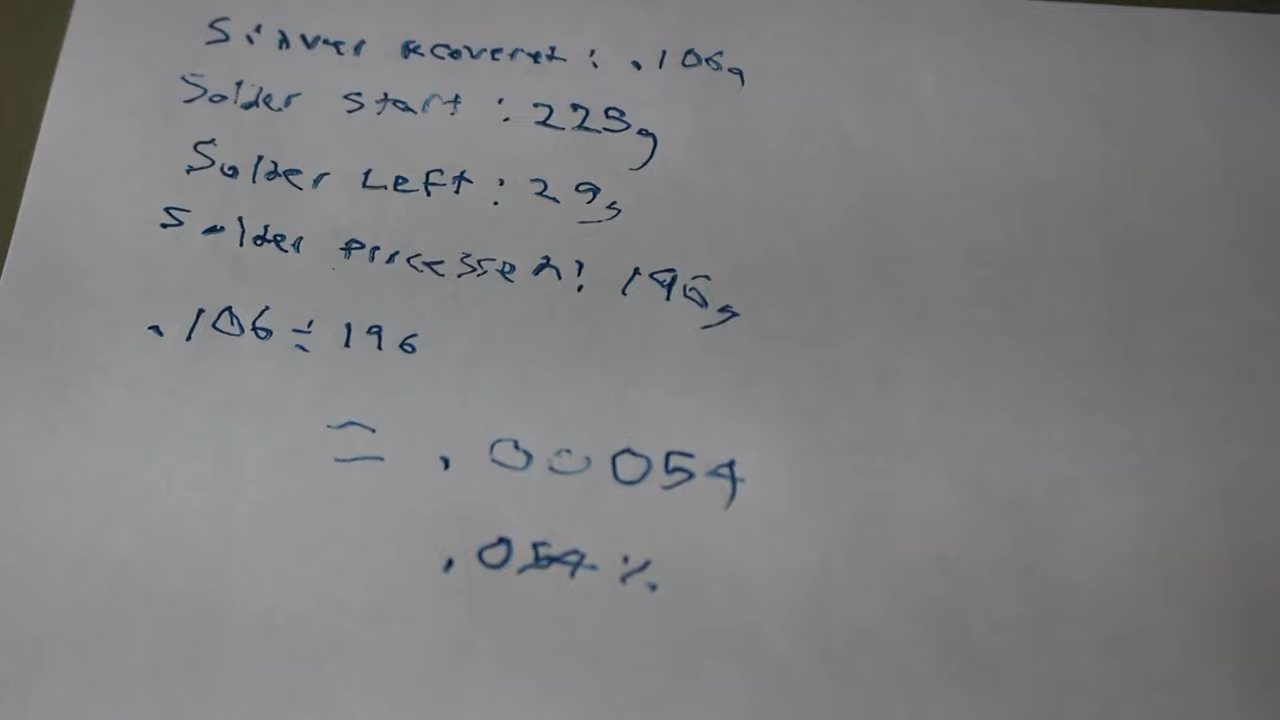 Silver recovered: .106g
Solder start: 225g
Solder Left: 29g
Solder Processed: 196g
.106 ÷ 196
= .00054
.054%